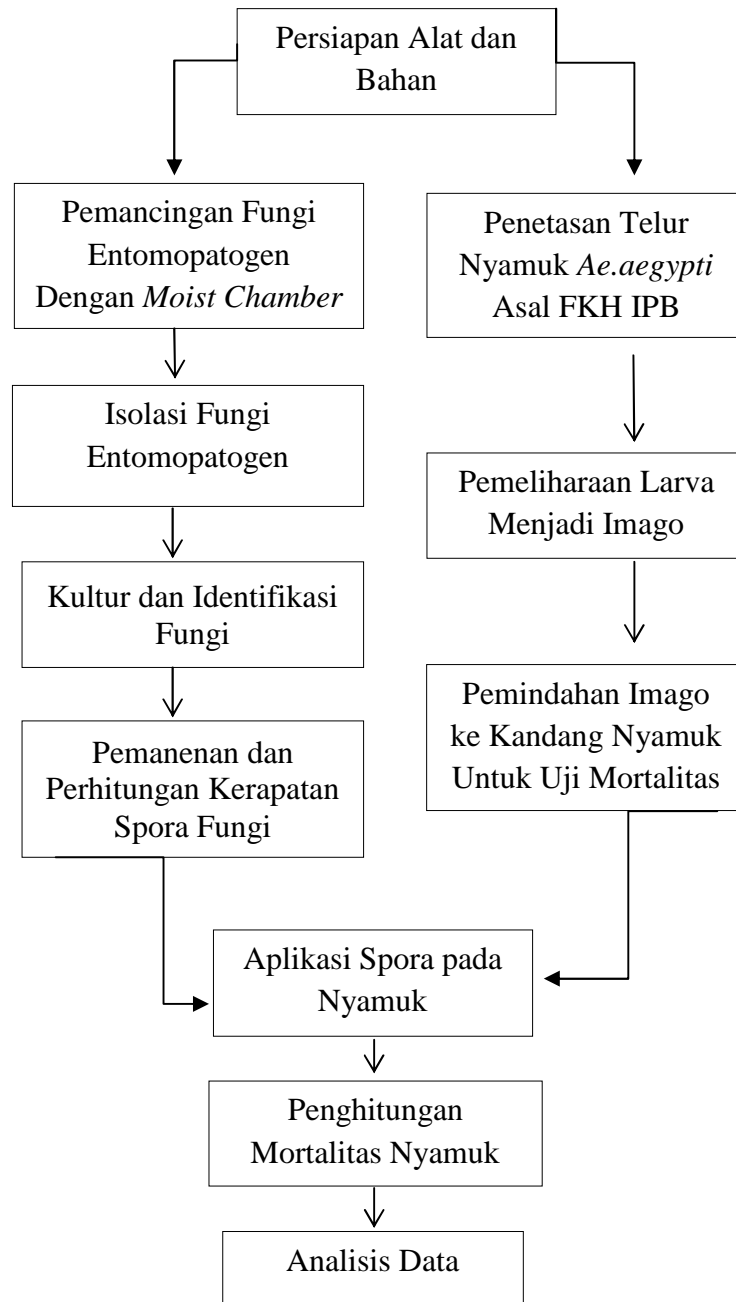 Persiapan Alat dan
Bahan
Pemancingan Fungi
Entomopatogen
Dengan Moist Chamber
Isolasi Fungi
Entomopatogen
Kultur dan Identifikasi
Fungi
Pemanenan dan
Perhitungan Kerapatan
Spora Fungi
Penetasan Telur
Nyamuk Ae.aegypti
Asal FKH IPB
Pemeliharaan Larva
Menjadi Imago
Pemindahan Imago
ke Kandang Nyamuk
Untuk Uji Mortalitas
Aplikasi Spora pada
Nyamuk
Penghitungan
Mortalitas Nyamuk
Analisis Data